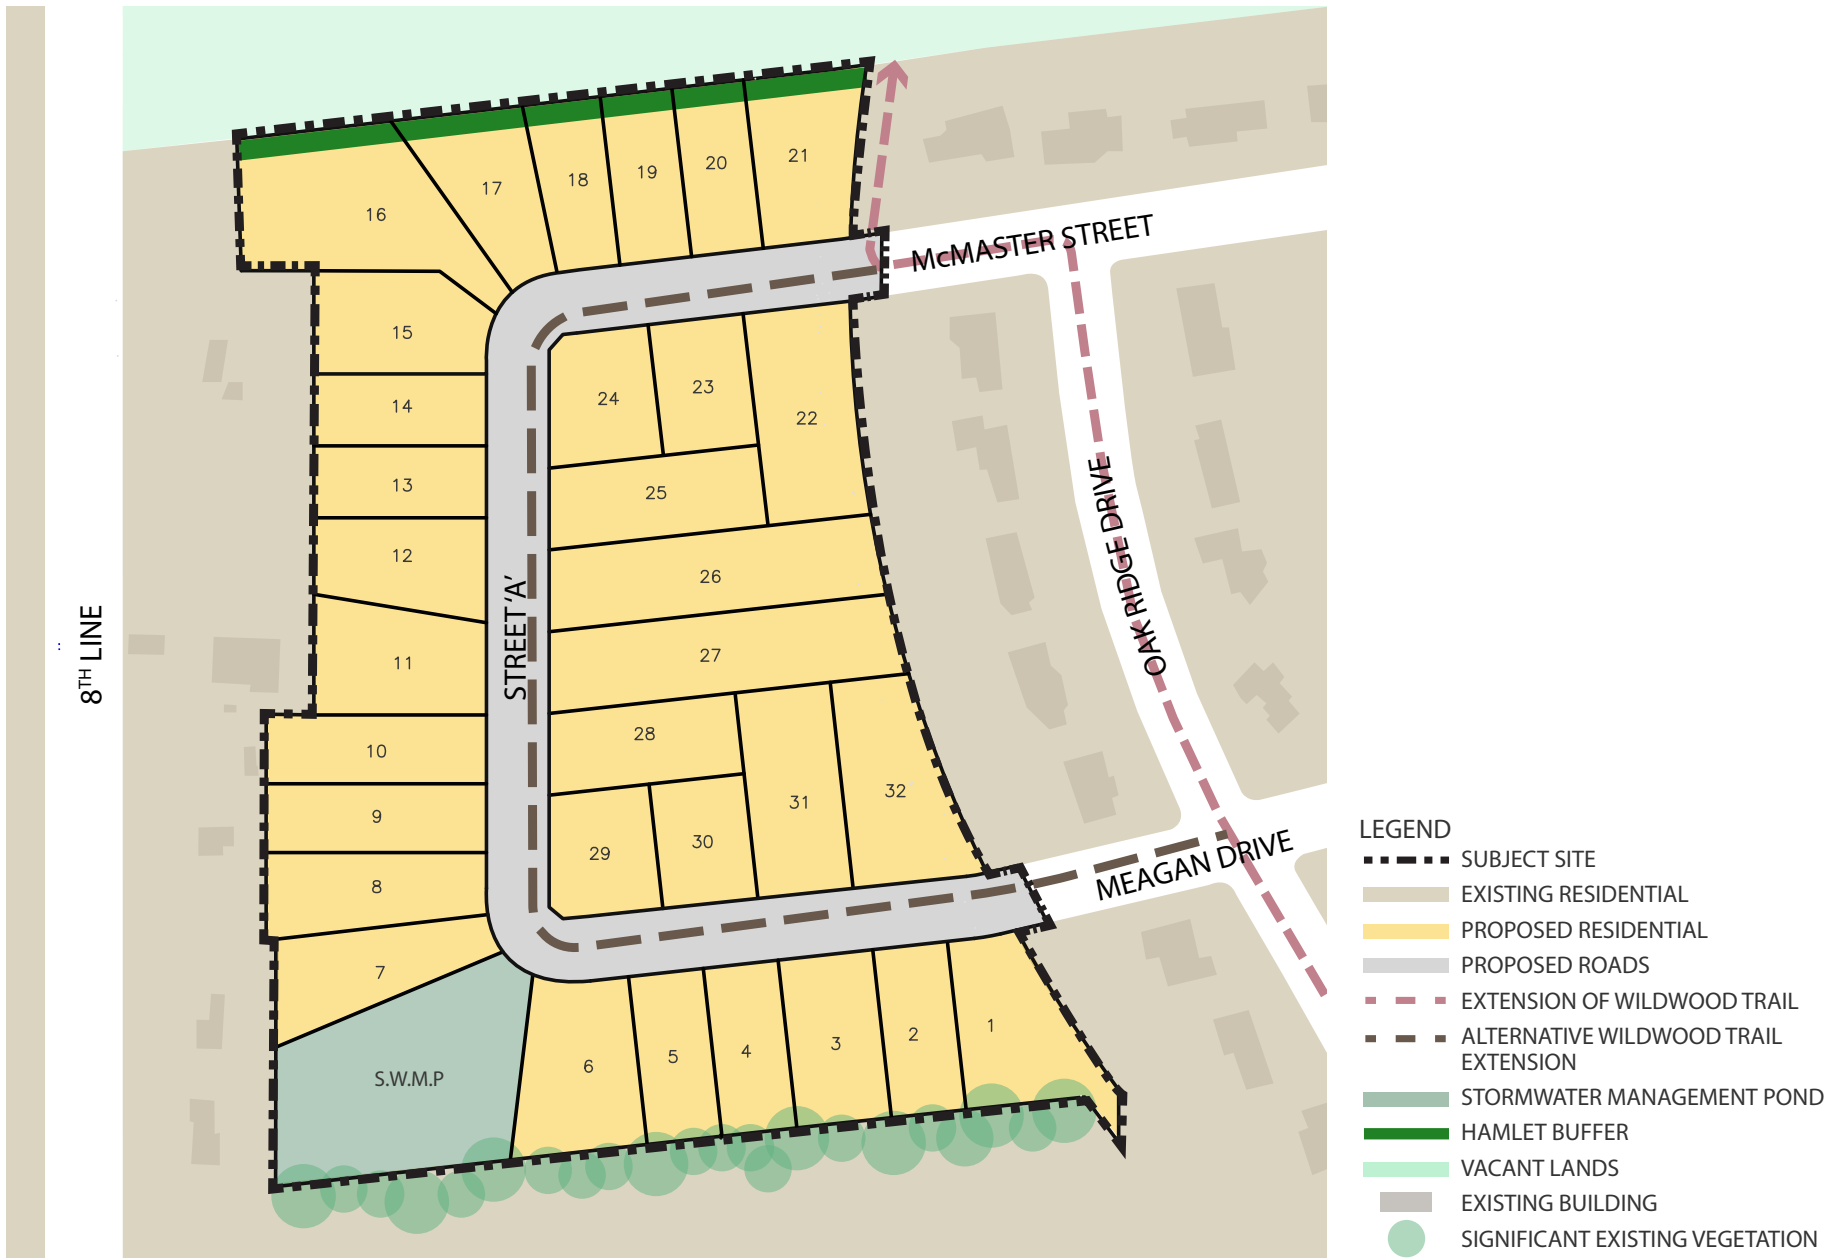 16
17
18
19
20
21
McMASTER STREET
15
14
13
12
11
10
9
8
7
24
23
22
25
26
27
28
29
30
31
32
STREET 'A'
8TH LINE
OAK RIDGE DRIVE
MEAGAN DRIVE
S.W.M.P
6
5
4
3
2
1
LEGEND
SUBJECT SITE
EXISTING RESIDENTIAL
PROPOSED RESIDENTIAL
PROPOSED ROADS
EXTENSION OF WILDWOOD TRAIL
ALTERNATIVE WILDWOOD TRAIL
EXTENSION
STORMWATER MANAGEMENT POND
HAMLET BUFFER
VACANT LANDS
EXISTING BUILDING
SIGNIFICANT EXISTING VEGETATION